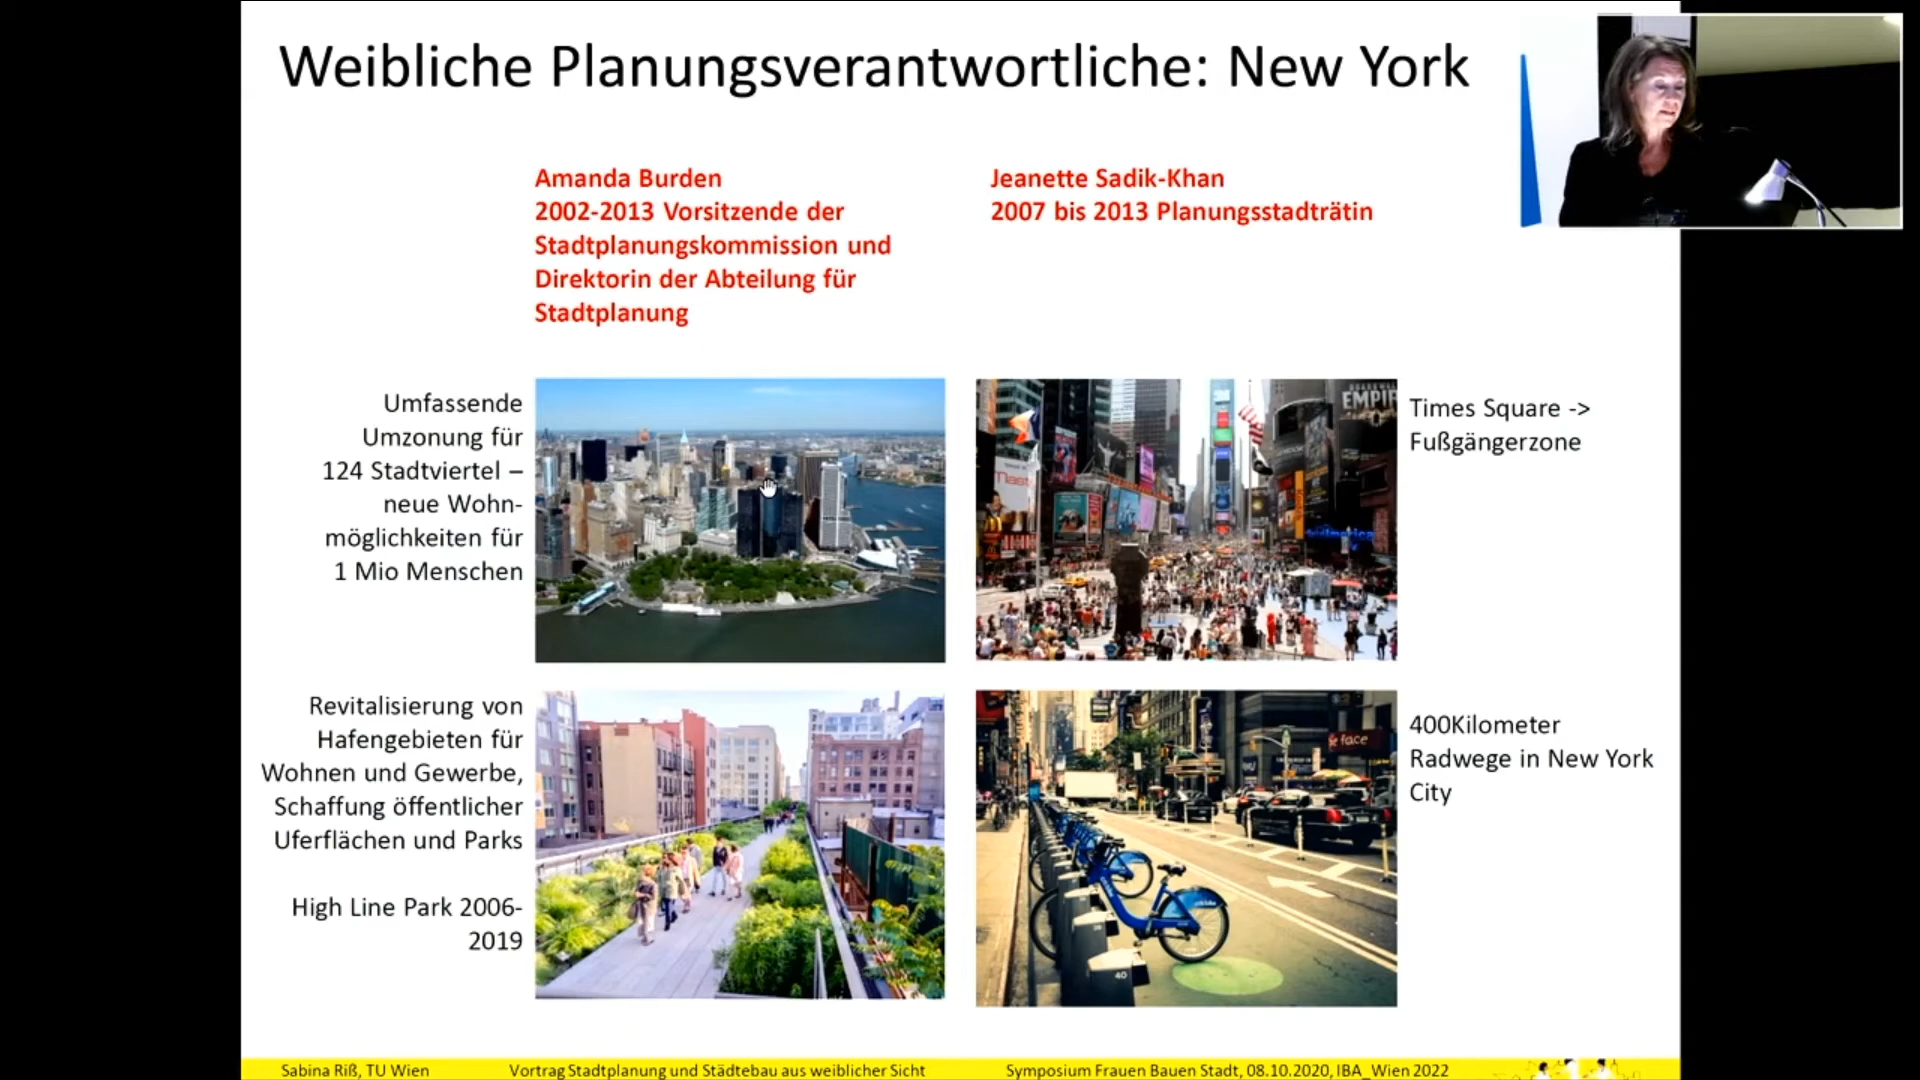 Weibliche Planungsverantwortliche: New York
Amanda Burden
2002-2013 Vorsitzende der
Stadtplanungskommission und
Direktorin der Abteilung für
Stadtplanung
Jeanette Sadik-Khan
2007 bis 2013 Planungsstadträtin
Umfassende
Umzonung für
124 Stadtviertel –
neue Wohn-
möglichkeiten für
1 Mio Menschen
EMPIRE
Times Square ->
Fußgängerzone
Revitalisierung von
Hafengebieten für
Wohnen und Gewerbe,
Schaffung öffentlicher
Uferflächen und Parks
High Line Park 2006-
2019
face
40
400Kilometer
Radwege in New York
City
Sabina Riß, TU Wien
Vortrag Stadtplanung und Städtebau aus weiblicher Sicht
Symposium Frauen Bauen Stadt, 08.10.2020, IBA_Wien 2022